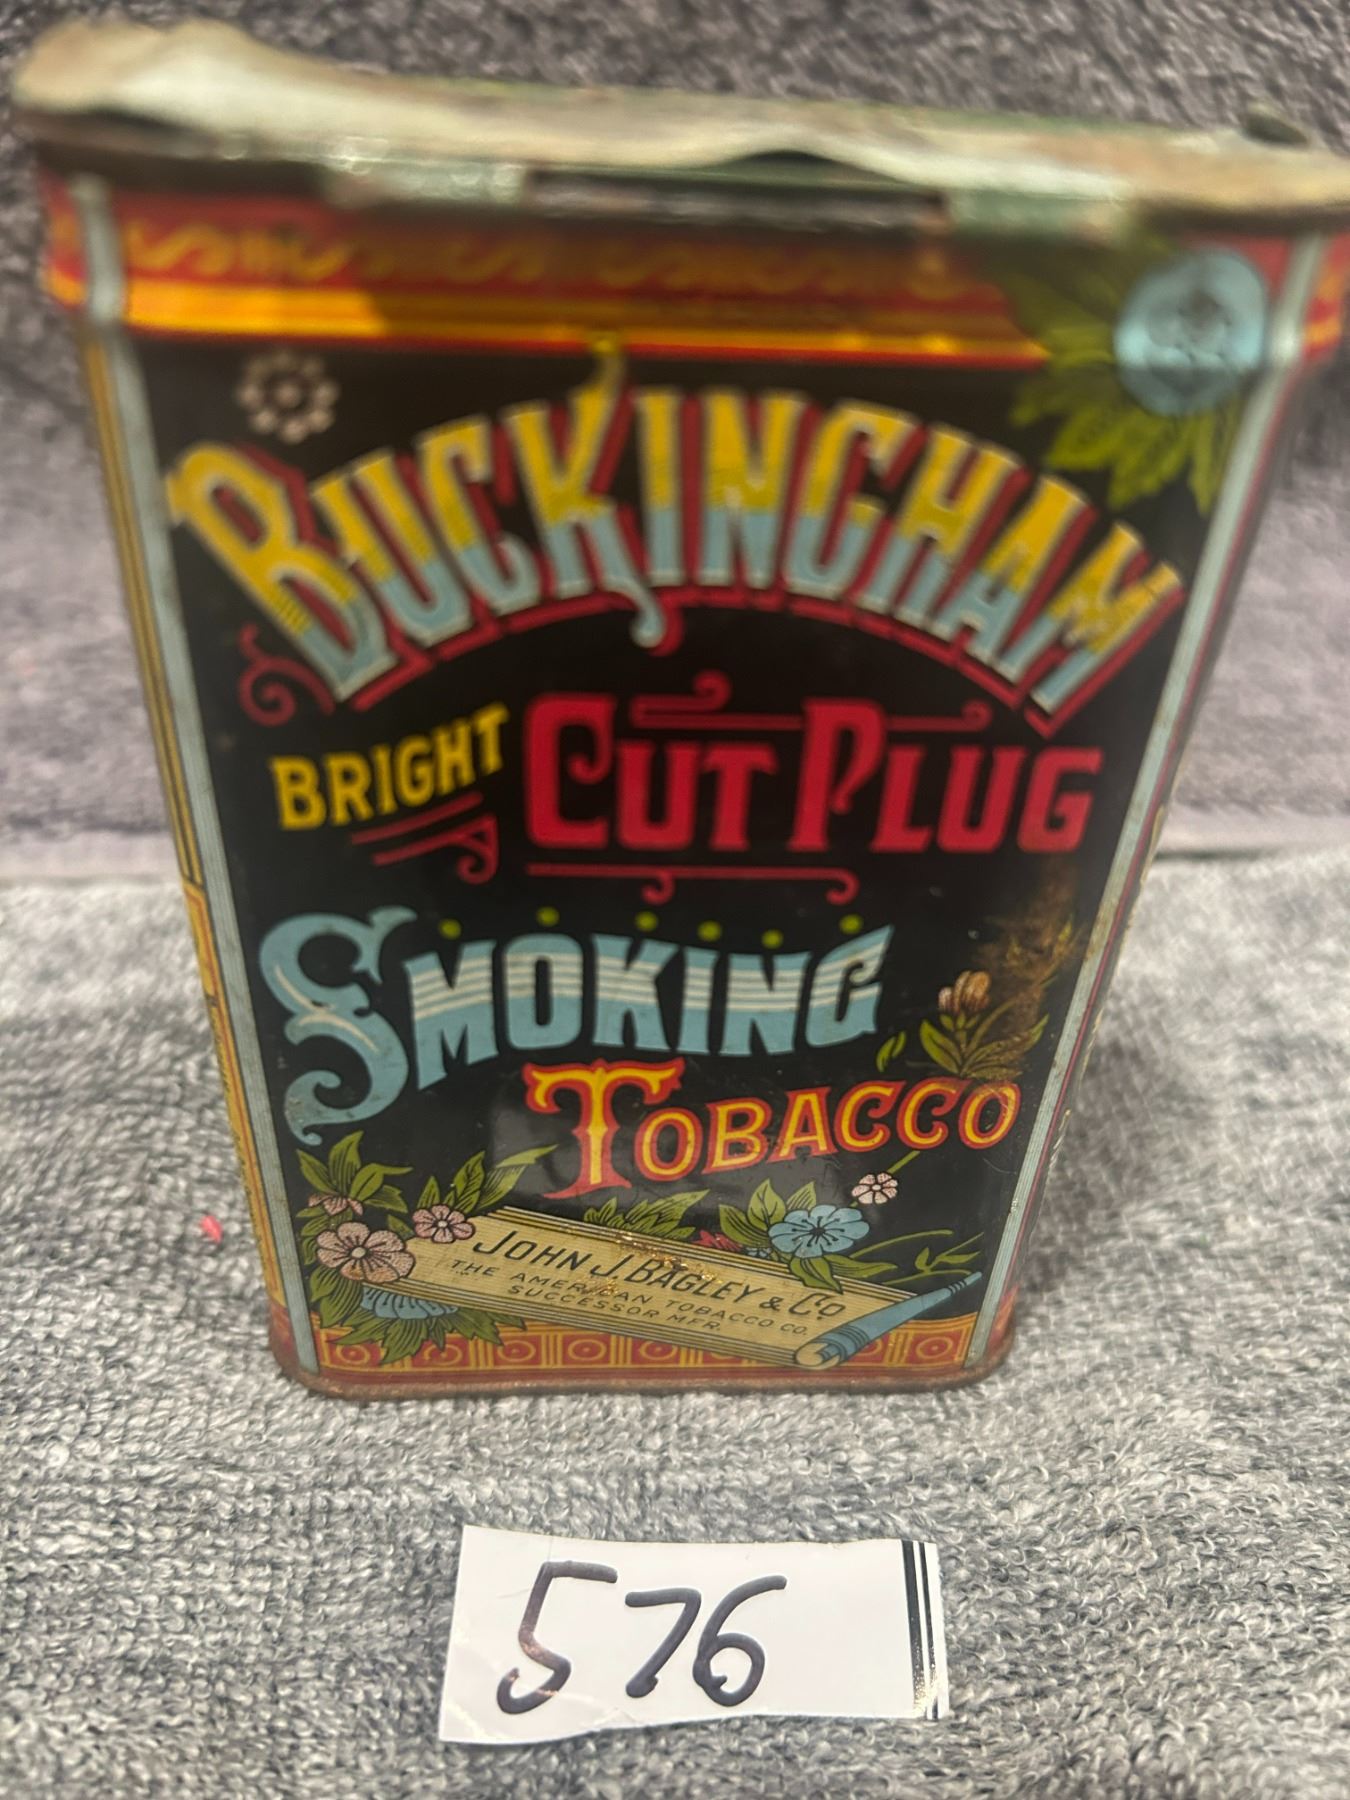 BUCKINGHAM
BRIGHT CUT PLUG
SMOKING
TOBACCO
JOHN J. BAGLEY & CO
THE AMERICAN TOBACCO CO.
SUCCESSOR MFR.
576